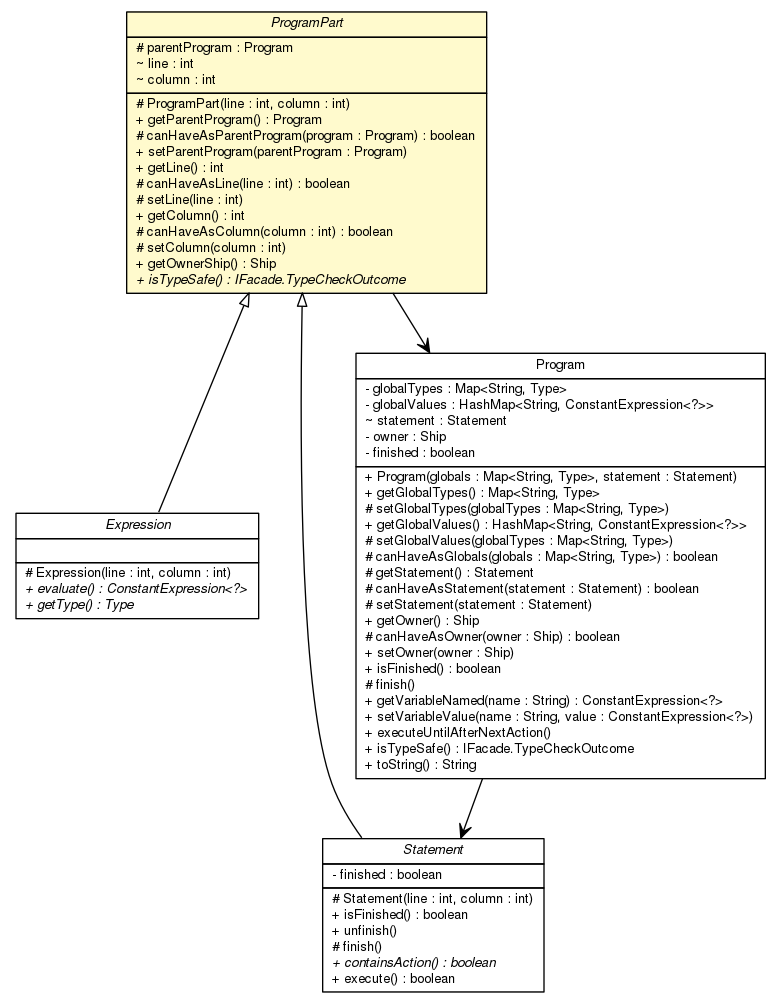 ProgramPart
# parentProgram : Program
~ line : int
~ column : int
# ProgramPart(line : int, column : int)
+ getParentProgram() : Program
# canHaveAsParentProgram(program : Program) : boolean
+ setParentProgram(parentProgram : Program)
+ getLine() : int
# canHaveAsLine(line : int) : boolean
# setLine(line : int)
+ getColumn() : int
# canHaveAsColumn(column : int) : boolean
# setColumn(column : int)
+ getOwnerShip() : Ship
+ isTypeSafe() : IFacade.TypeCheckOutcome
Program
- globalTypes : Map<String, Type>
- globalValues : HashMap<String, ConstantExpression<?>>
~ statement : Statement
- owner : Ship
- finished : boolean
+ Program(globals : Map<String, Type>, statement : Statement)
+ getGlobalTypes() : Map<String, Type>
# setGlobalTypes(globalTypes : Map<String, Type>)
+ getGlobalValues() : HashMap<String, ConstantExpression<?>>
# setGlobalValues(globalTypes : Map<String, Type>)
# canHaveAsGlobals(globals : Map<String, Type>) : boolean
# getStatement() : Statement
# canHaveAsStatement(statement : Statement) : boolean
# setStatement(statement : Statement)
+ getOwner() : Ship
# canHaveAsOwner(owner : Ship) : boolean
+ setOwner(owner : Ship)
+ isFinished() : boolean
# finish()
+ getVariableNamed(name : String) : ConstantExpression<?>
+ setVariableValue(name : String, value : ConstantExpression<?>)
+ executeUntilAfterNextAction()
+ isTypeSafe() : IFacade.TypeCheckOutcome
+ toString() : String
Expression
# Expression(line : int, column : int)
+ evaluate() : ConstantExpression<?>
+ getType() : Type
Statement
- finished : boolean
# Statement(line : int, column : int)
+ isFinished() : boolean
+ unfinish()
# finish()
+ containsAction() : boolean
+ execute() : boolean